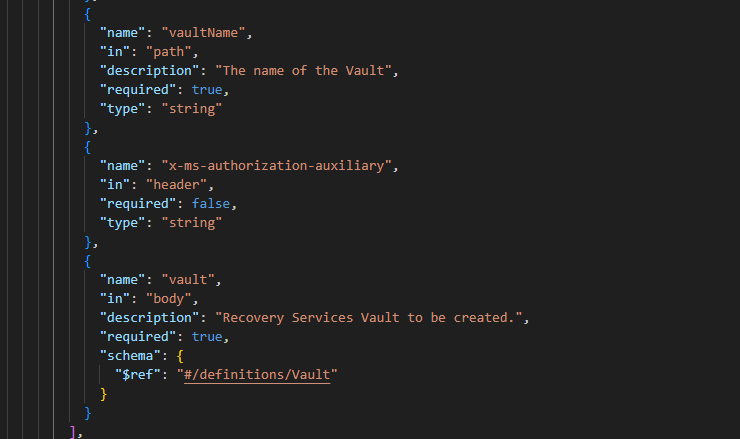 {
"name": "vaultName",
"in": "path",
"description": "The name of the Vault",
"required": true,
"type": "string"
},
{
"name": "x-ms-authorization-auxiliary",
"in": "header",
"required": false,
"type": "string"
},
{
"name": "vault",
"in": "body",
"description": "Recovery Services Vault to be created.",
"required": true,
"schema": {
"$ref": "#/definitions/Vault"
}
}
],